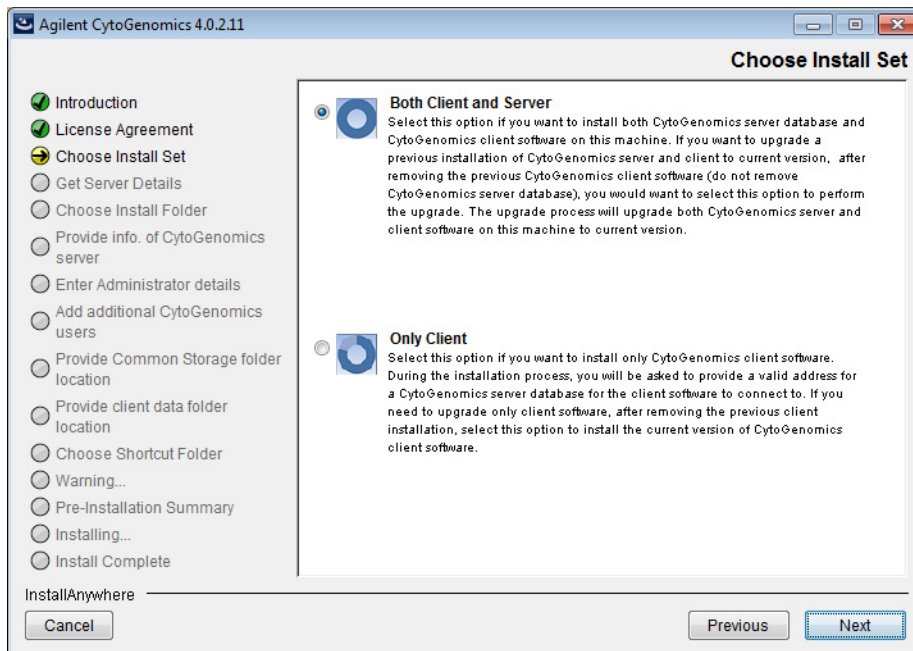 Agilent CytoGenomics 4.0.2.11
Choose Install Set
Introduction
License Agreement
Choose Install Set
Get Server Details
Choose Install Folder
Provide info. of CytoGenomics
server
Enter Administrator details
Add additional CytoGenomics
users
Provide Common Storage folder
location
Provide client data folder
location
Choose Shortcut Folder
Warning...
Pre-Installation Summary
Installing...
Install Complete
Both Client and Server
Select this option if you want to install both CytoGenomics server database and
CytoGenomics client software on this machine. If you want to upgrade a
previous installation of CytoGenomics server and client to current version, after
removing the previous CytoGenomics client software (do not remove
CytoGenomics server database), you would want to select this option to perform
the upgrade. The upgrade process will upgrade both CytoGenomics server and
client software on this machine to current version.
Only Client
Select this option if you want to install only CytoGenomics client software.
During the installation process, you will be asked to provide a valid address for
a CytoGenomics server database for the client software to connect to. If you
need to upgrade only client software, after removing the previous client
installation, select this option to install the current version of CytoGenomics
client software.
InstallAnywhere
Cancel
Previous
Next